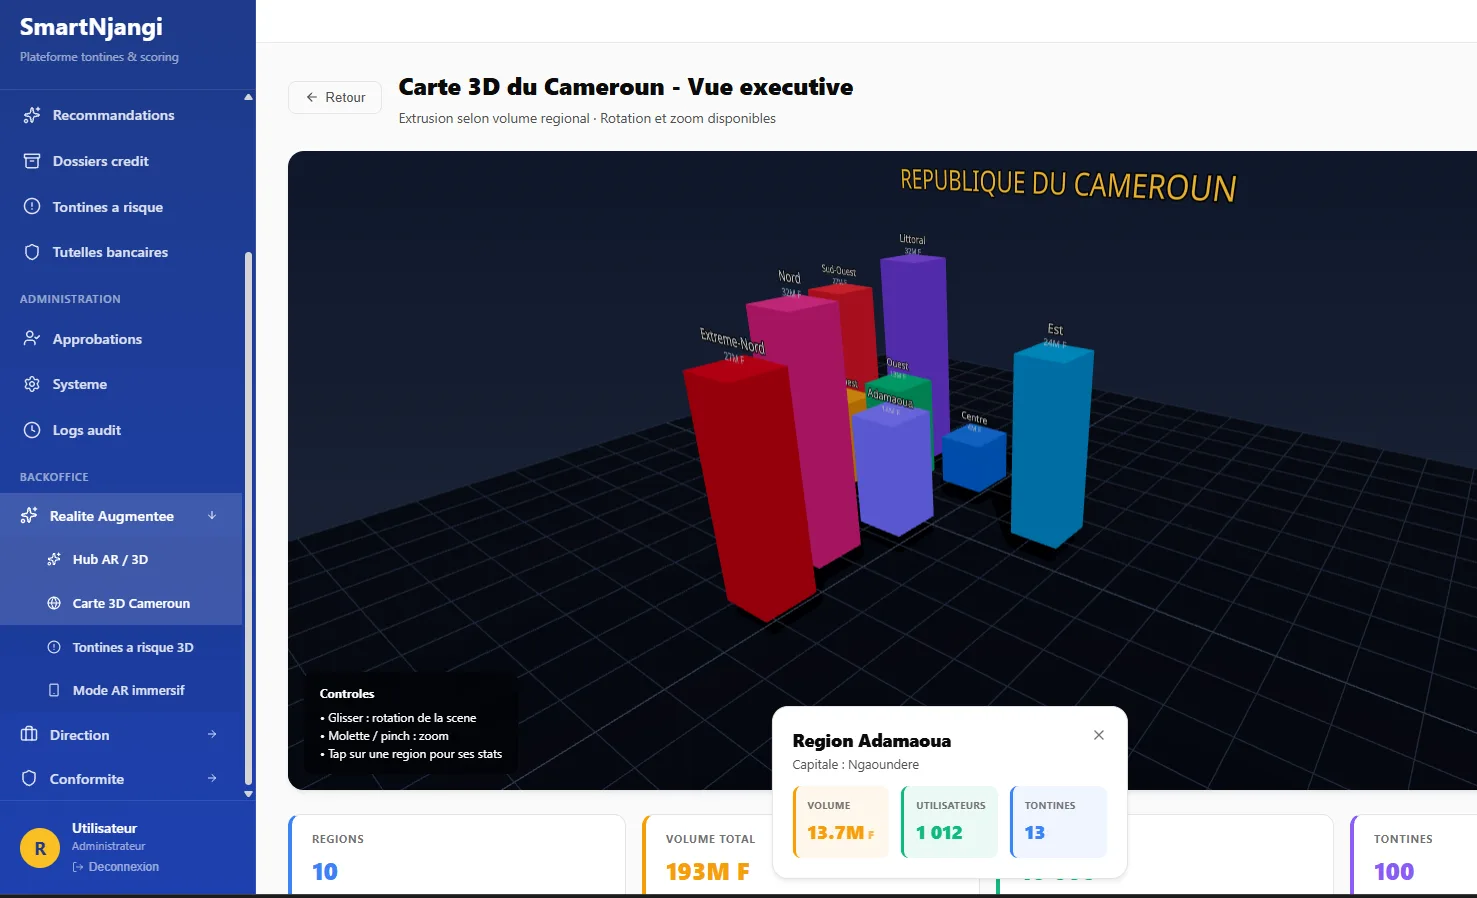 SmartNjangi
Plateforme tontines & scoring
Recommandations
Dossiers credit
Tontines a risque
Tutelles bancaires
ADMINISTRATION
Approbations
Systeme
Logs audit
BACKOFFICE
Realite Augmentee
Hub AR / 3D
Carte 3D Cameroun
Tontines a risque 3D
Mode AR immersif
Direction
Conformite
R
Utilisateur
Administrateur
Deconnexion
Retour
Carte 3D du Cameroun - Vue executive
Extrusion selon volume regional · Rotation et zoom disponibles
REPUBLIQUE DU CAMEROUN
Littoral
Sud-Ouest
Nord
Extreme-Nord
Est
24M F
Ouest
Adamaoua
Centre
Controles
• Glisser : rotation de la scene
• Molette / pinch : zoom
• Tap sur une region pour ses stats
Region Adamaoua
Capitale : Ngaoundere
VOLUME
13.7M F
UTILISATEURS
1 012
TONTINES
13
REGIONS
10
VOLUME TOTAL
193M F
TONTINES
100